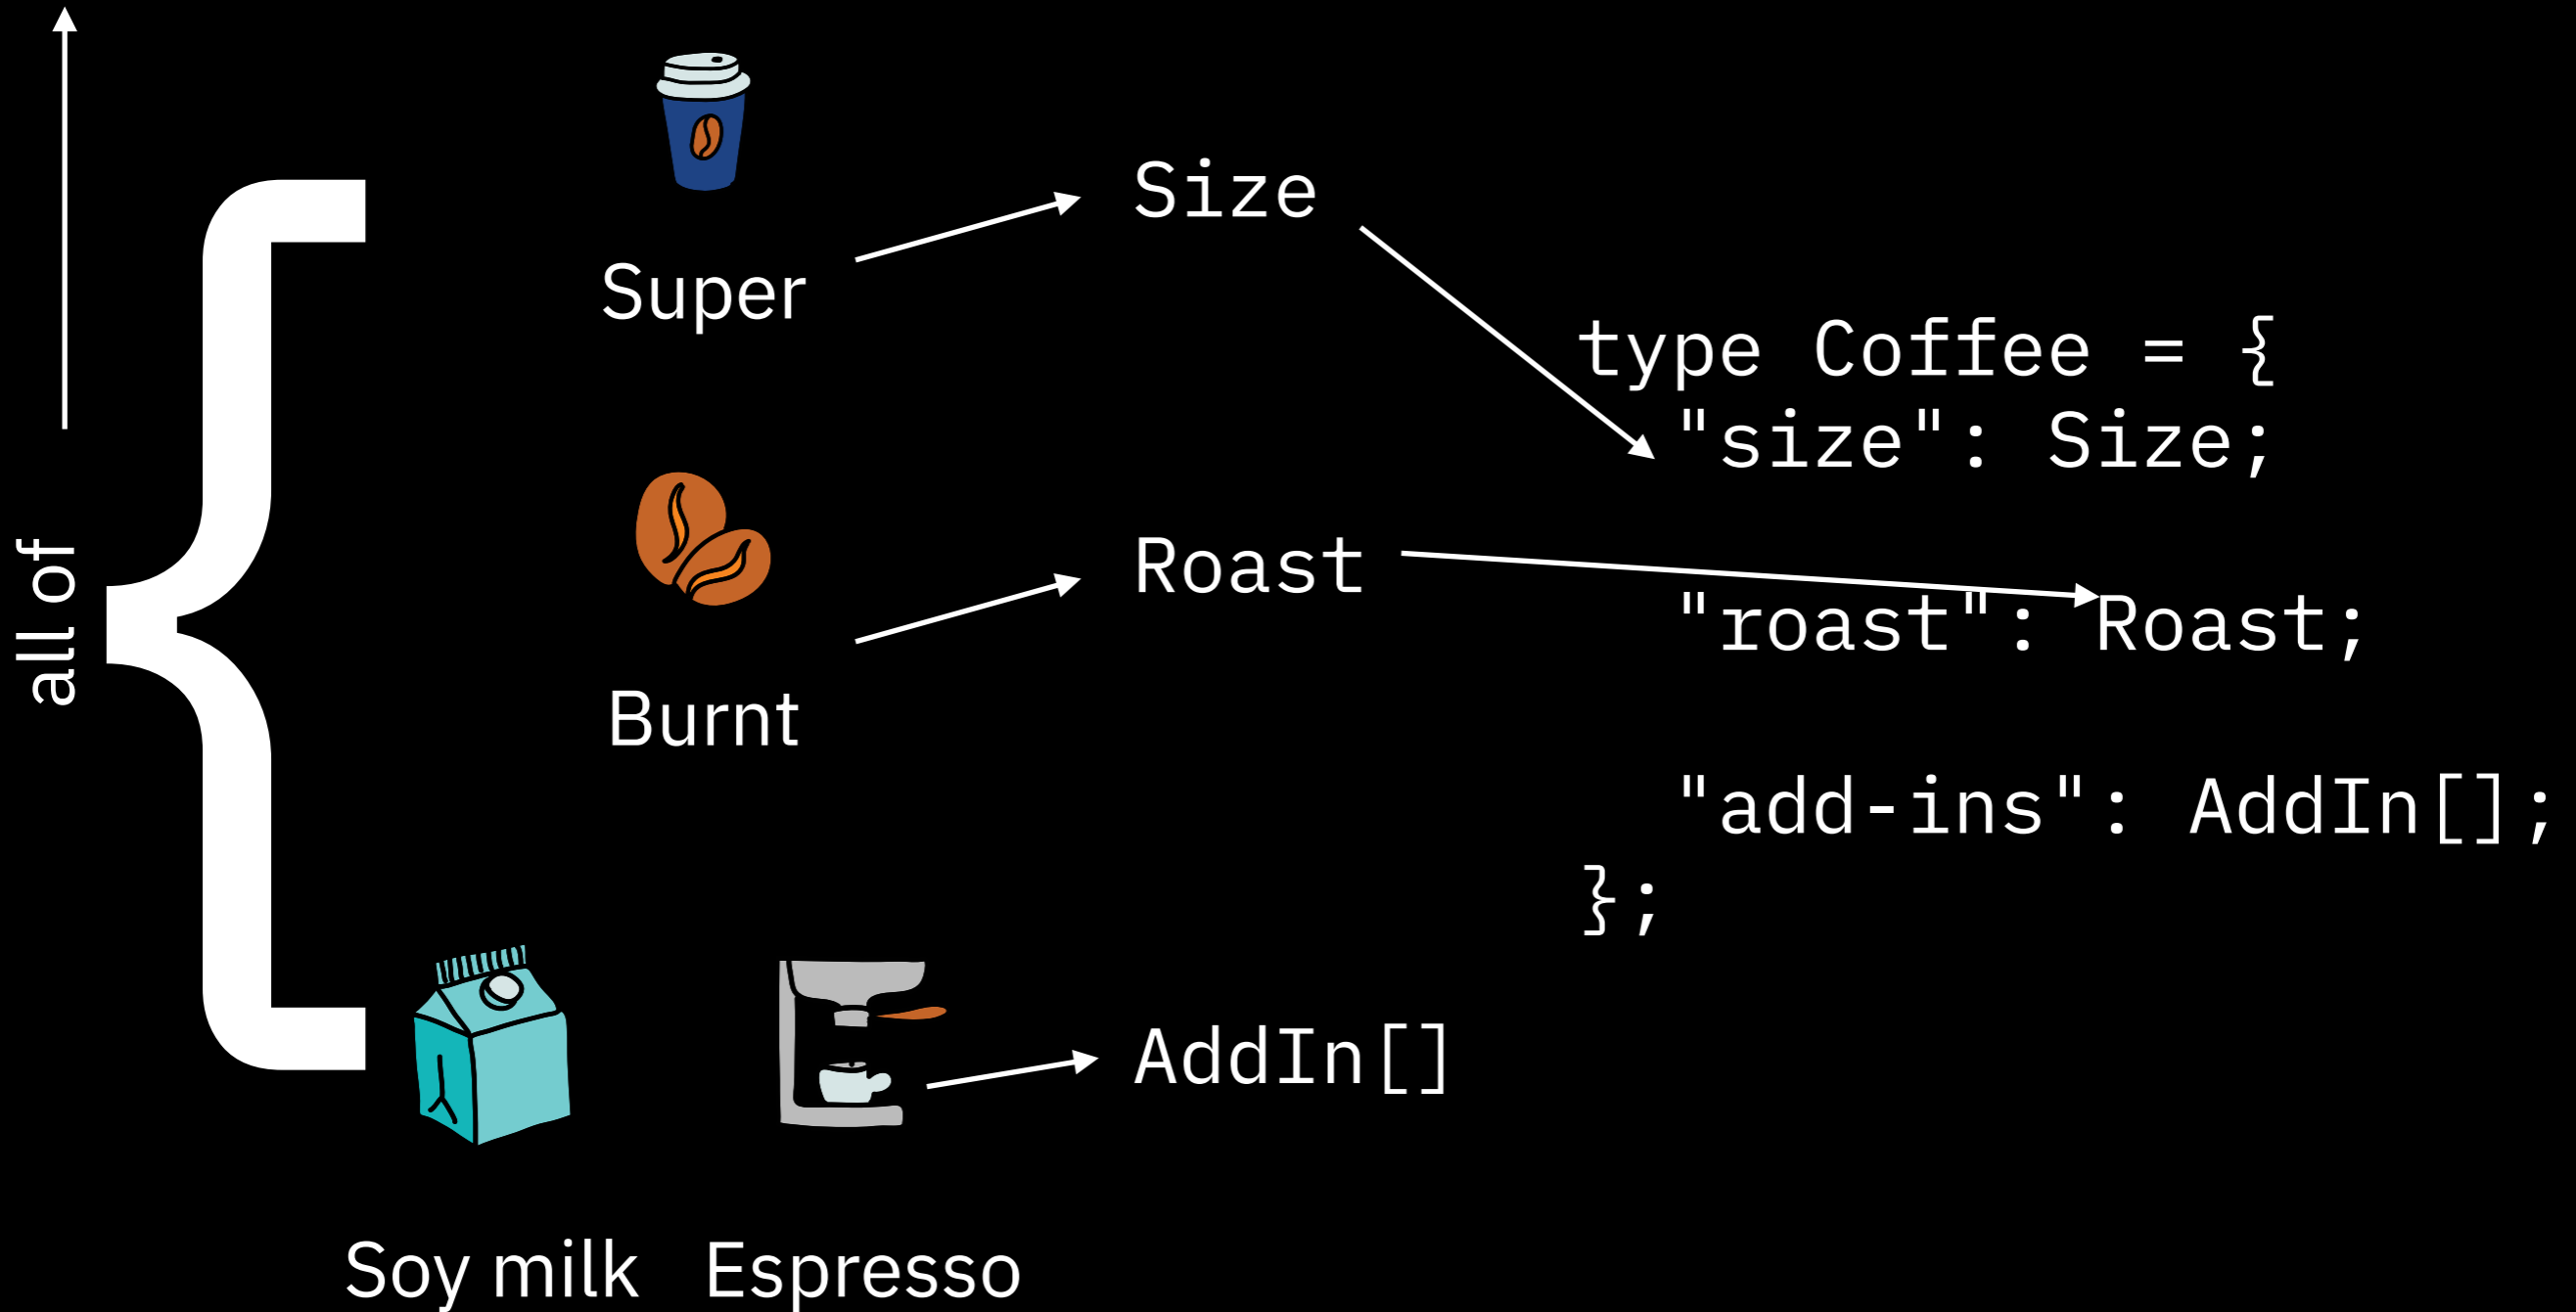 all of
Super
Burnt
Soy milk
Espresso
Size
Roast
AddIn[]
type Coffee = {
"size": Size;
"roast": Roast;
"add-ins": AddIn[];
};